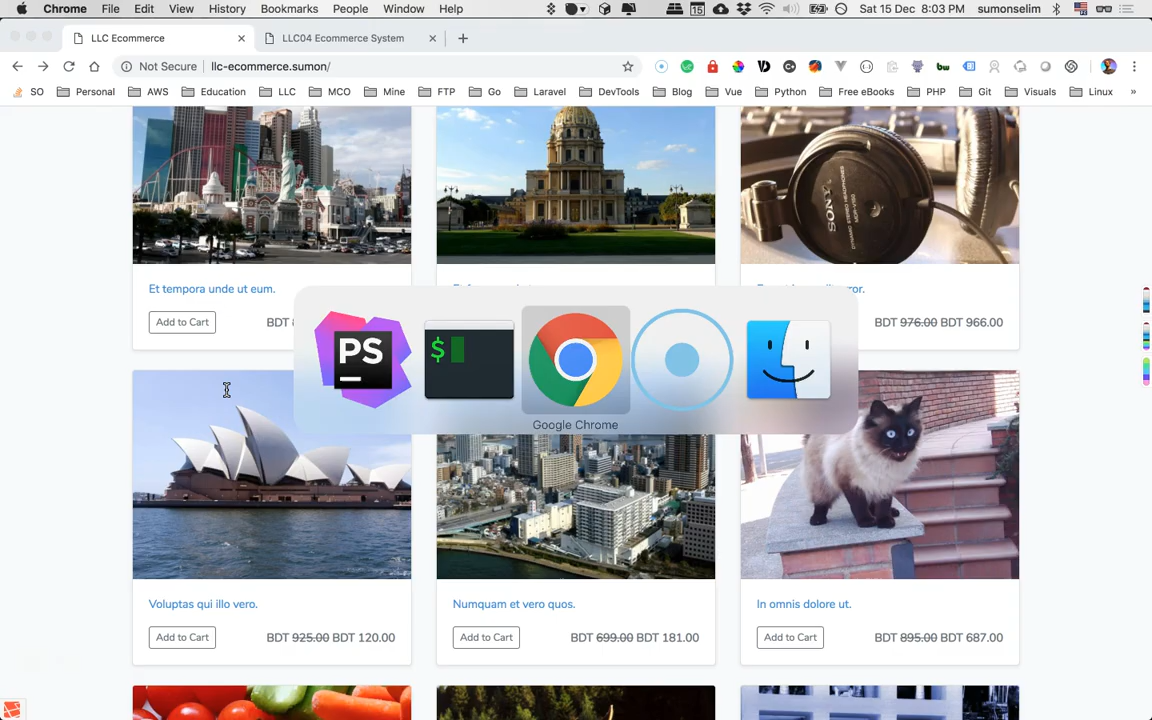 Chrome File Edit View History Bookmarks People Window Help 15 Sat 15 Dec 8:03 PM sumonselim
LLC Ecommerce LLC04 Ecommerce System
Not Secure llc-ecommerce.sumon/
SO Personal AWS Education LLC MCO Mine FTP Go Laravel DevTools Blog Vue Python Free eBooks PHP Git Visuals Linux »
SONY
Et tempora unde ut eum.
Add to Cart BDT
BDT 976.00 BDT 966.00
PS $
Google Chrome
Voluptas qui illo vero. Numquam et vero quos. In omnis dolore ut.
Add to Cart BDT 925.00 BDT 120.00 Add to Cart BDT 699.00 BDT 181.00 Add to Cart BDT 895.00 BDT 687.00